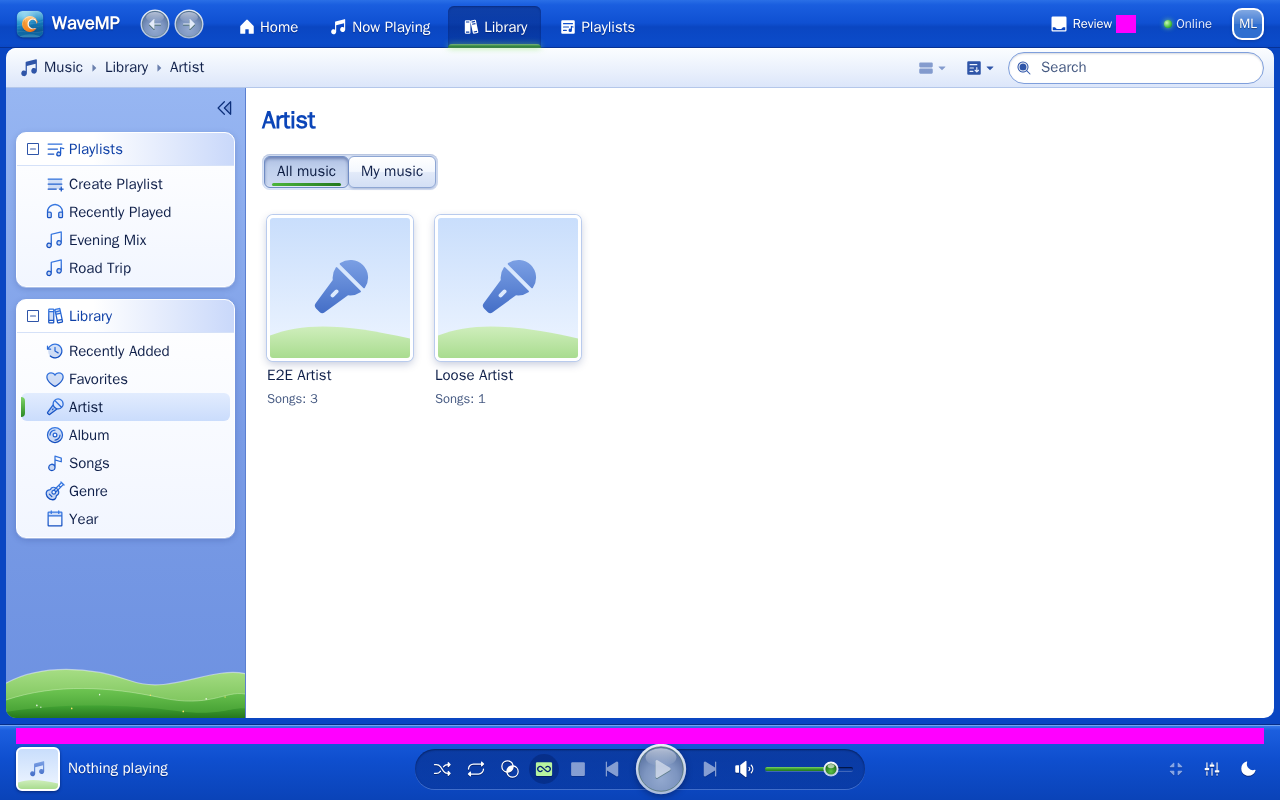 WaveMP
Home
Now Playing
Library
Playlists
Review
Online
ML
Music
Library
Artist
Search
Playlists
Create Playlist
Recently Played
Evening Mix
Road Trip
Library
Recently Added
Favorites
Artist
Album
Songs
Genre
Year
Artist
All music
My music
E2E Artist
Songs: 3
Loose Artist
Songs: 1
Nothing playing